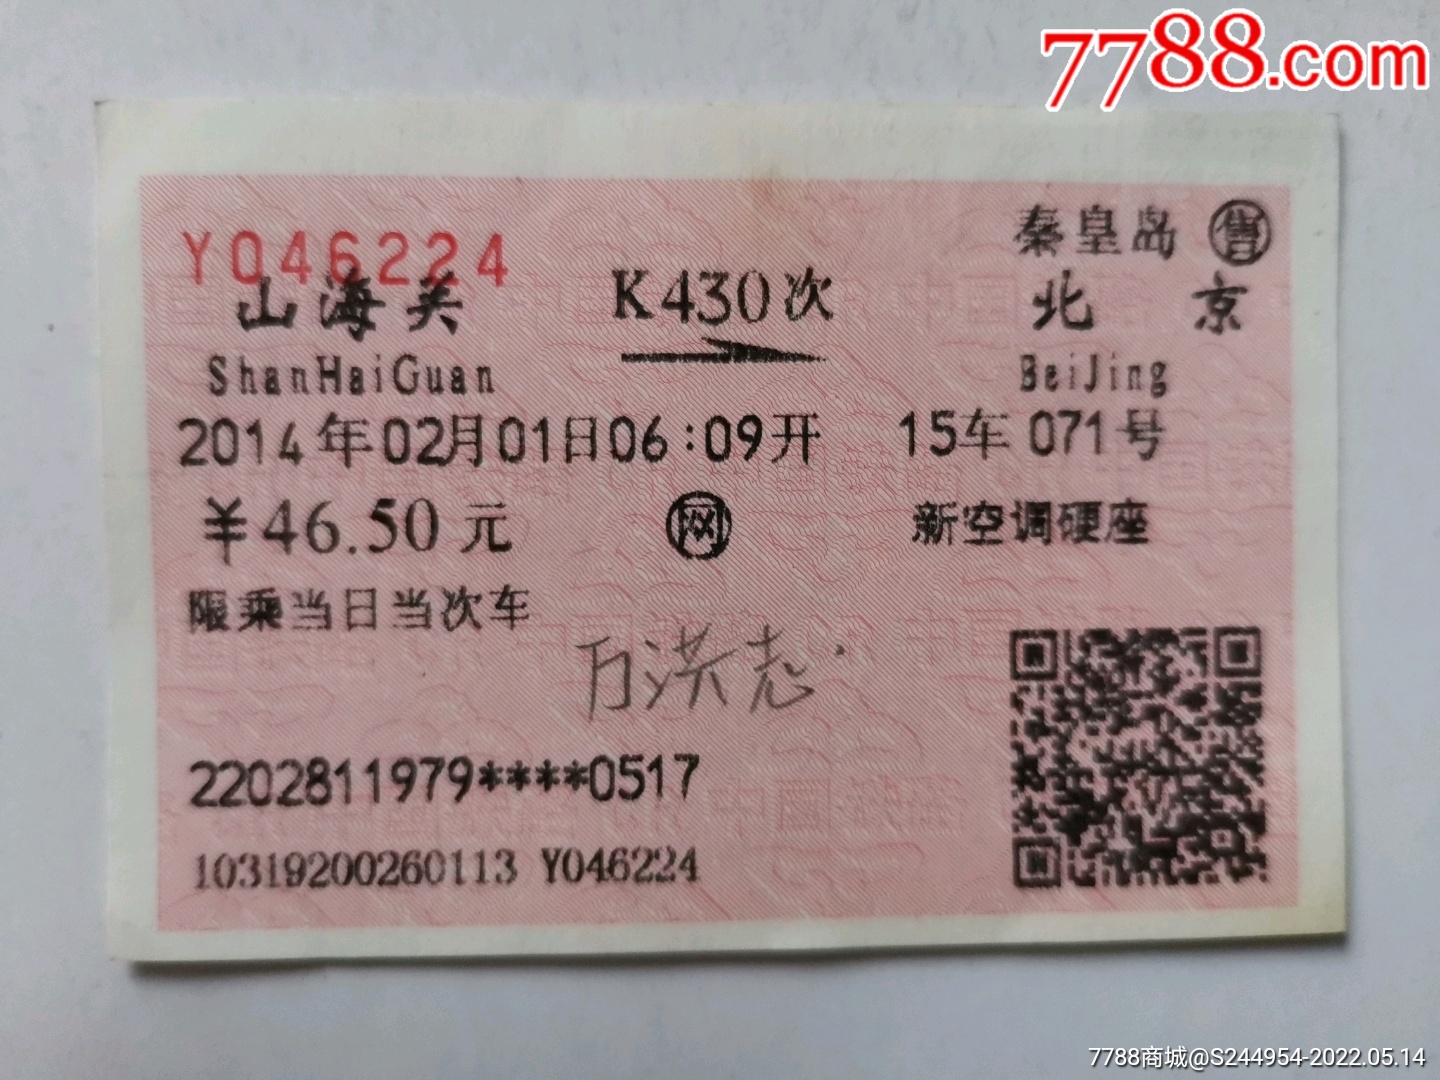 7788.com
Y046224
秦皇岛 售
山海关 K430次 北京
ShanHaiGuan BeiJing
2014年02月01日06:09开 15车071号
¥46.50元 网 新空调硬座
限乘当日当次车
万洪志
2202811979****0517
10319200260113 Y046224
7788商城@S244954-2022.05.14